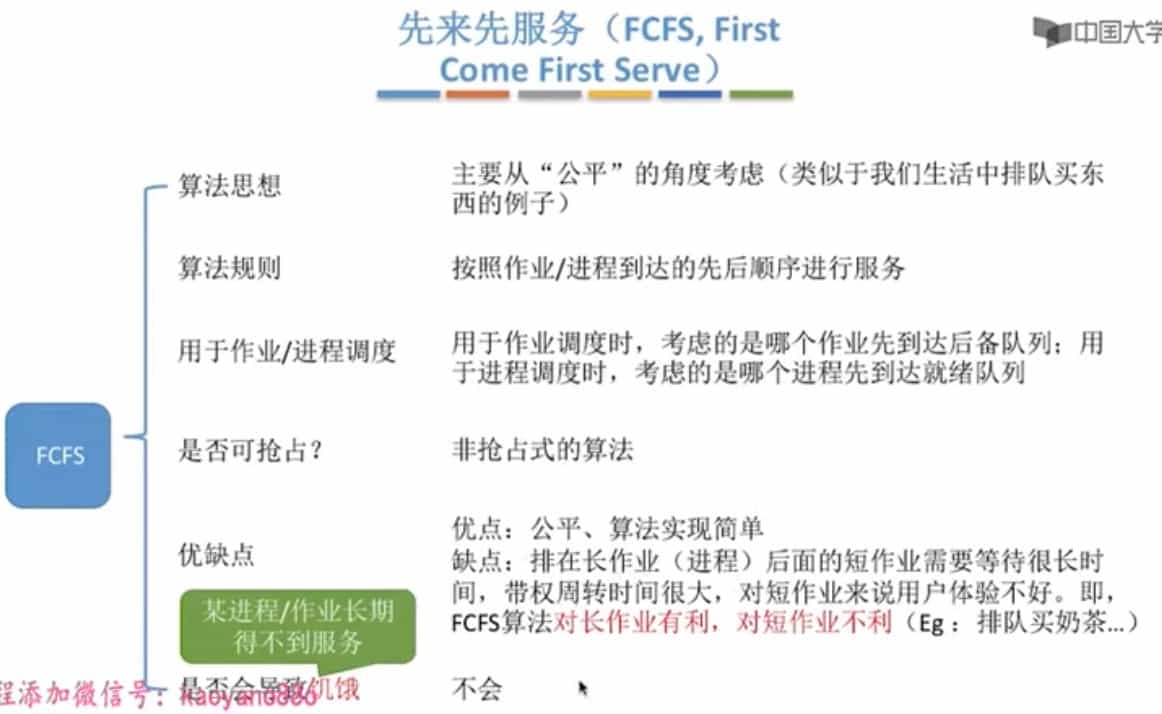 先来先服务（FCFS, First
Come First Serve）
中国大学
算法思想
主要从“公平”的角度考虑（类似于我们生活中排队买东
西的例子）
算法规则
按照作业/进程到达的先后顺序进行服务
用于作业/进程调度
用于作业调度时，考虑的是哪个作业先到达后备队列；用
于进程调度时，考虑的是哪个进程先到达就绪队列
FCFS
是否可抢占？
非抢占式的算法
优缺点
优点：公平、算法实现简单
缺点：排在长作业（进程）后面的短作业需要等待很长时
间，带权周转时间很大，对短作业来说用户体验不好。即，
FCFS算法对长作业有利，对短作业不利（Eg：排队买奶茶…）
某进程/作业长期
得不到服务
是否会导致饥饿
不会
程添加微信号：